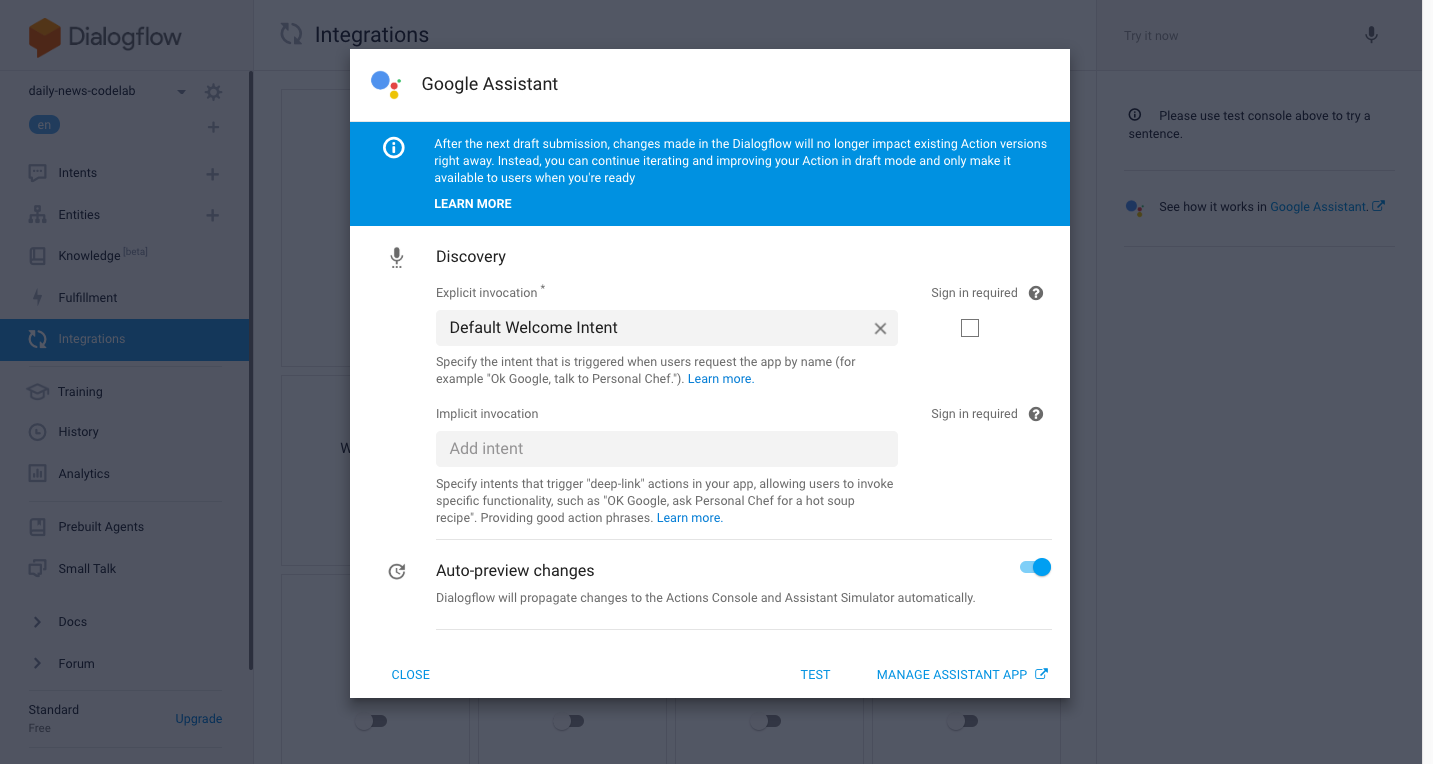 Dialogflow
daily-news-codelab
en
Intents
Entities
Knowledge [beta]
Fulfillment
Integrations
Training
History
Analytics
Prebuilt Agents
Small Talk
Docs
Forum
Standard
Free
Upgrade
Integrations
W
Google Assistant
After the next draft submission, changes made in the Dialogflow will no longer impact existing Action versions
right away. Instead, you can continue iterating and improving your Action in draft mode and only make it
available to users when you're ready
LEARN MORE
Discovery
Explicit invocation *
Sign in required
Default Welcome Intent
Specify the intent that is triggered when users request the app by name (for
example "Ok Google, talk to Personal Chef."). Learn more.
Implicit invocation
Sign in required
Add intent
Specify intents that trigger "deep-link" actions in your app, allowing users to invoke
specific functionality, such as "OK Google, ask Personal Chef for a hot soup
recipe". Providing good action phrases. Learn more.
Auto-preview changes
Dialogflow will propagate changes to the Actions Console and Assistant Simulator automatically.
CLOSE
TEST
MANAGE ASSISTANT APP
Try it now
Please use test console above to try a
sentence.
See how it works in Google Assistant.